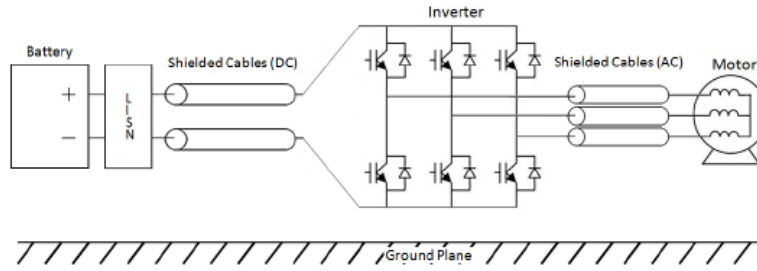 Inverter
Battery
Shielded Cables (DC)
Shielded Cables (AC)
Motor
+
−
L
I
S
N
Ground Plane